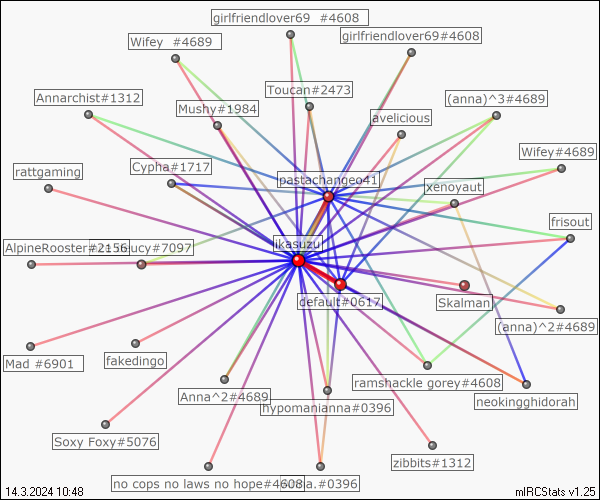 girlfriendlover69 #4608
girlfriendlover69#4608
Wifey #4689
Toucan#2473
Annarchist#1312
(anna)^3#4689
Mushy#1984
avelicious
Wifey#4689
rattgaming
Cypha#1717
pastachangeo41
xenoyaut
frisout
AlpineRooster#2156
ucy#7097
likasuzu
default#0617
Skalman
(anna)^2#4689
Mad #6901
fakedingo
ramshackle gorey#4608
Anna^2#4689
hypomanianna#0396
neokingghidorah
Soxy Foxy#5076
zibbits#1312
no cops no laws no hope#4608
a.#0396
14.3.2024 10:48
mIRCStats v1.25